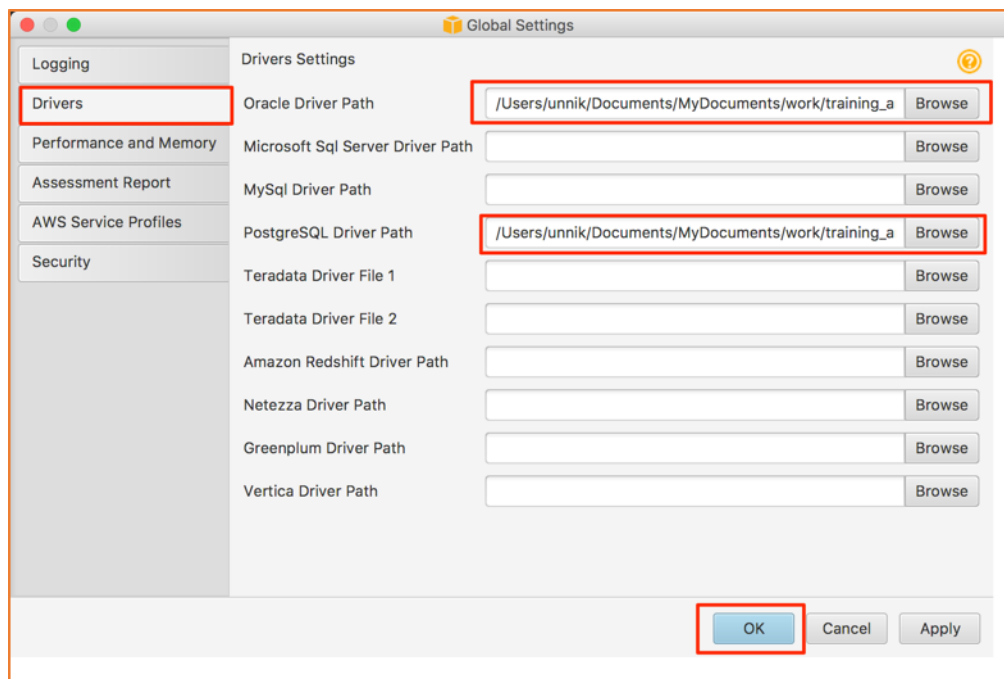 Global Settings
Logging
Drivers
Performance and Memory
Assessment Report
AWS Service Profiles
Security
Drivers Settings
Oracle Driver Path /Users/unnik/Documents/MyDocuments/work/training_a Browse
Microsoft Sql Server Driver Path Browse
MySql Driver Path Browse
PostgreSQL Driver Path /Users/unnik/Documents/MyDocuments/work/training_a Browse
Teradata Driver File 1 Browse
Teradata Driver File 2 Browse
Amazon Redshift Driver Path Browse
Netezza Driver Path Browse
Greenplum Driver Path Browse
Vertica Driver Path Browse
OK Cancel Apply